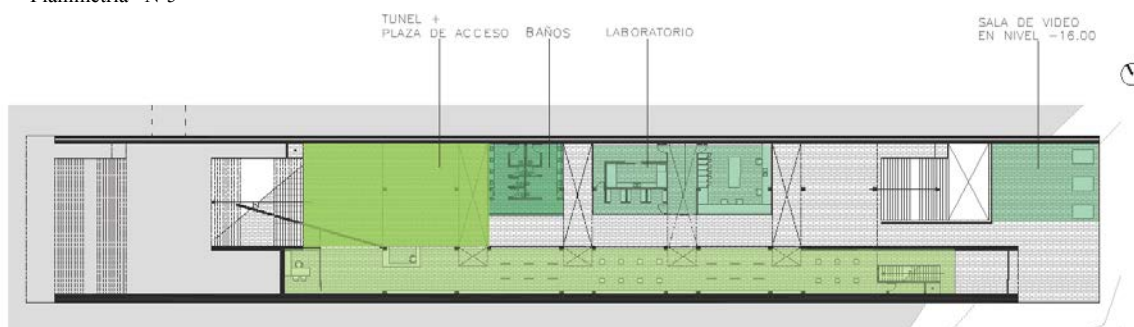 Planimetría N°3
TUNEL +
PLAZA DE ACCESO
BAÑOS
LABORATORIO
SALA DE VIDEO
EN NIVEL -16.00